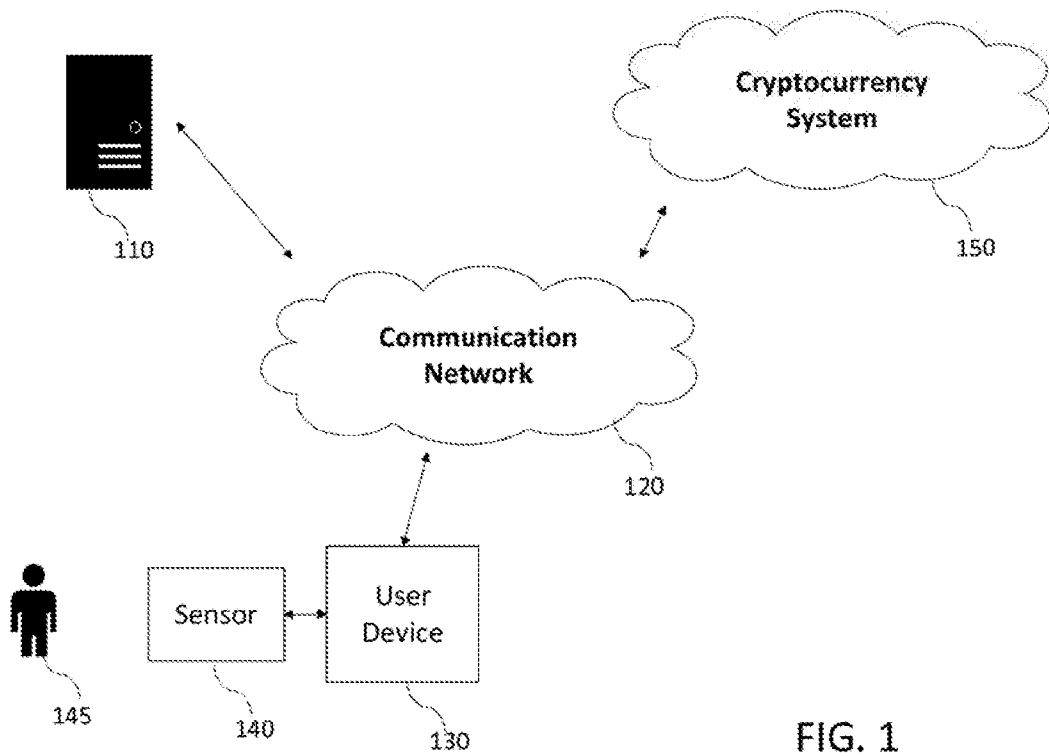 Cryptocurrency
System
110
150
Communication
Network
120
Sensor
User
Device
145
140
130
FIG. 1